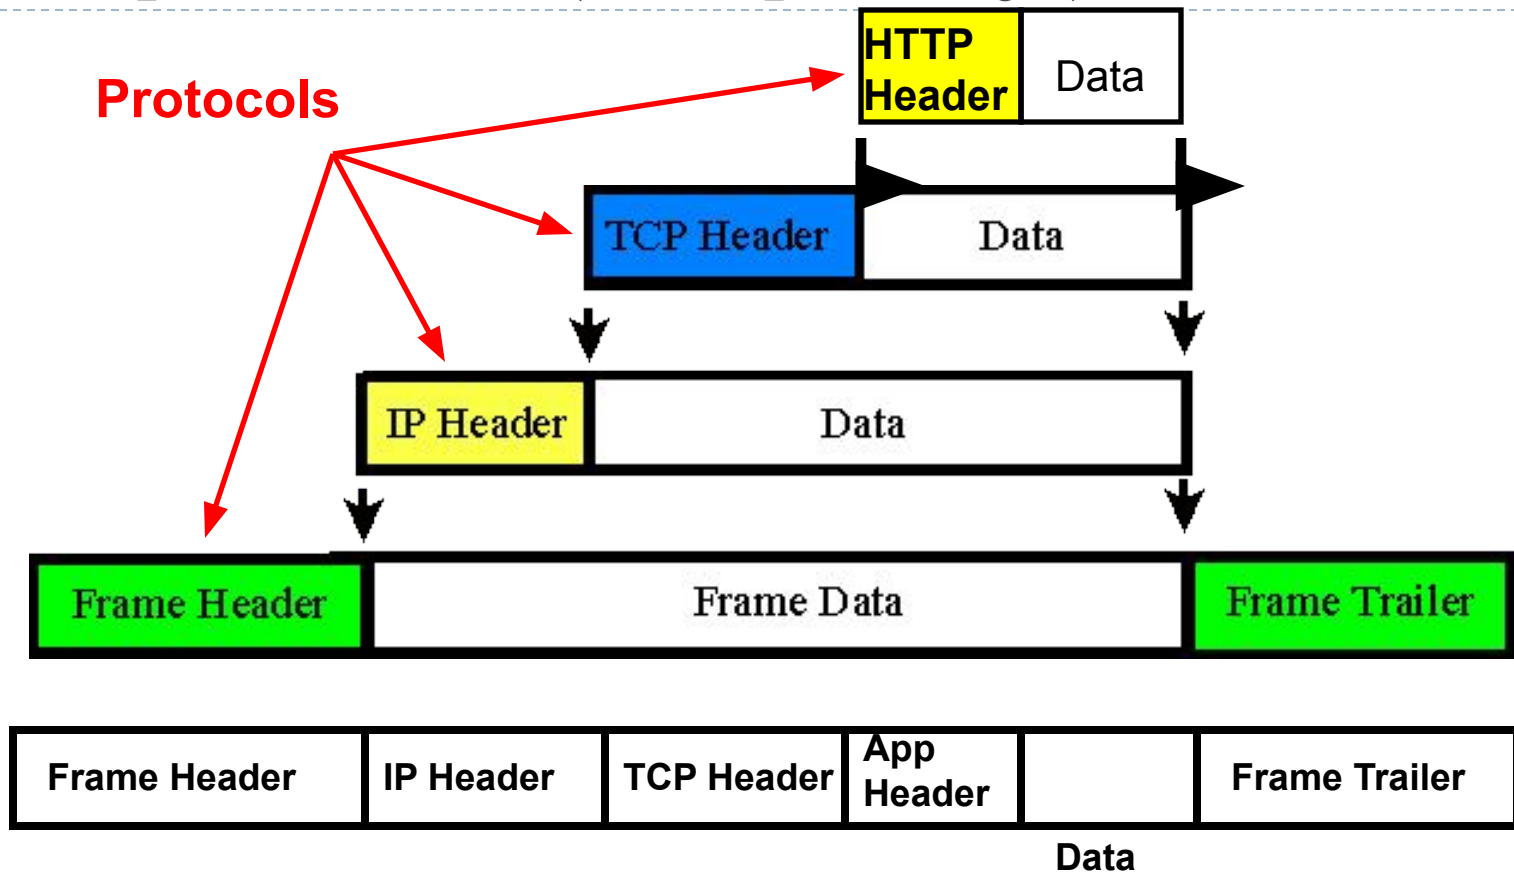 HTTP
Header
Data
Protocols
TCP Header
Data
IP Header
Data
Frame Header
Frame Data
Frame Trailer
Frame Header
IP Header
TCP Header
App
Header
Frame Trailer
Data